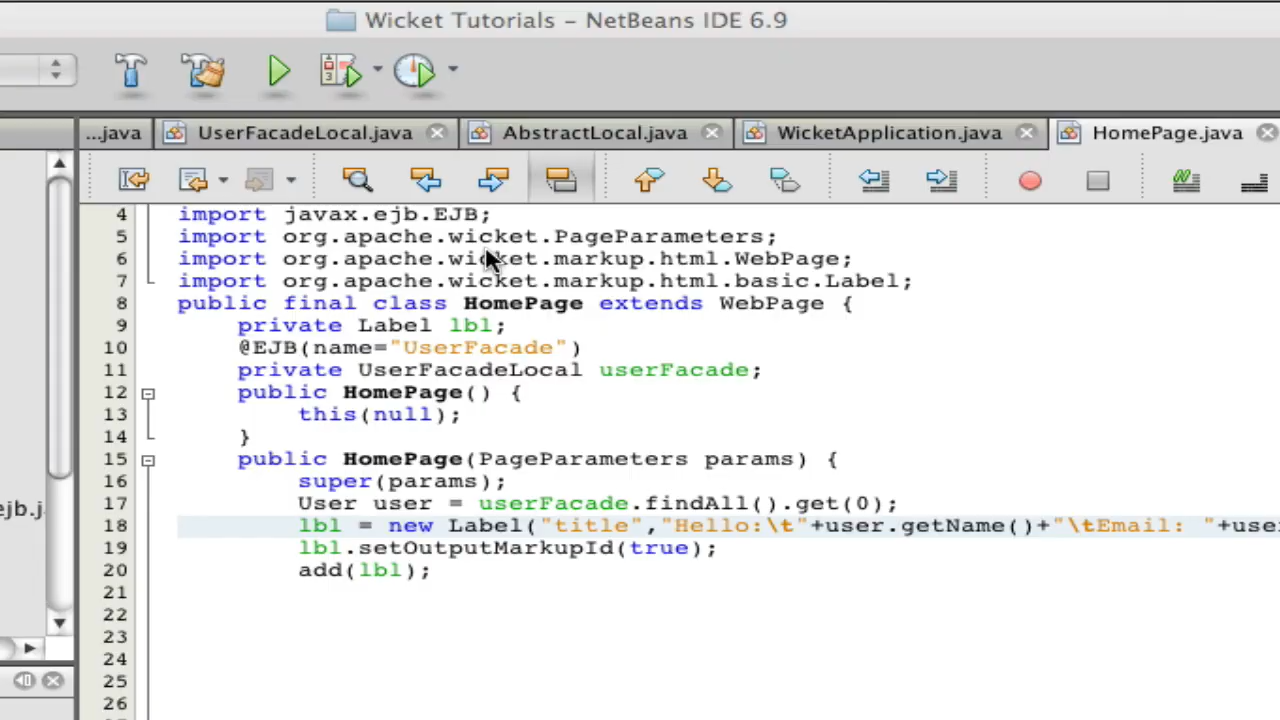 Wicket Tutorials – NetBeans IDE 6.9
...java
UserFacadeLocal.java
AbstractLocal.java
WicketApplication.java
HomePage.java
4 import javax.ejb.EJB;
5 import org.apache.wicket.PageParameters;
6 import org.apache.wicket.markup.html.WebPage;
7 import org.apache.wicket.markup.html.basic.Label;
8 public final class HomePage extends WebPage {
9 private Label lbl;
10 @EJB(name="UserFacade")
11 private UserFacadeLocal userFacade;
12 public HomePage() {
13 this(null);
14 }
15 public HomePage(PageParameters params) {
16 super(params);
17 User user = userFacade.findAll().get(0);
18 lbl = new Label("title","Hello:\t"+user.getName()+"\tEmail: "+use
19 lbl.setOutputMarkupId(true);
20 add(lbl);
21
22
23
24
25
26
ejb.j